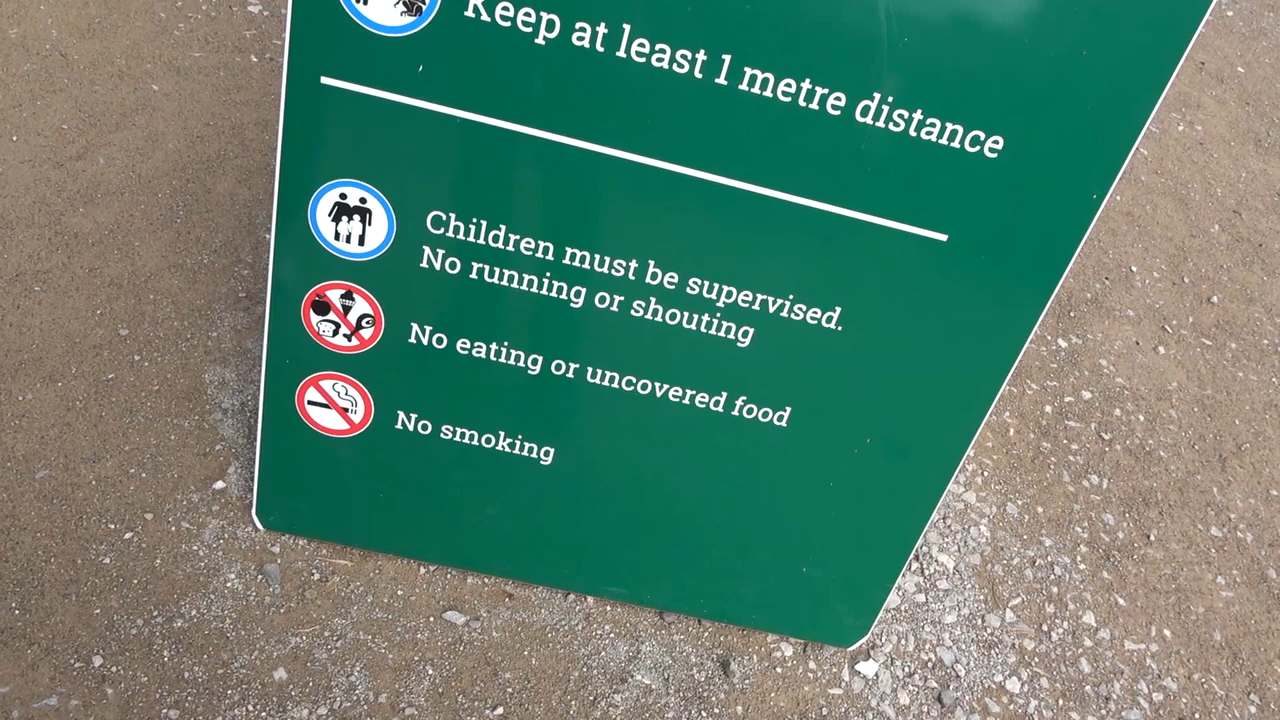 Keep at least 1 metre distance
Children must be supervised.
No running or shouting
No eating or uncovered food
No smoking